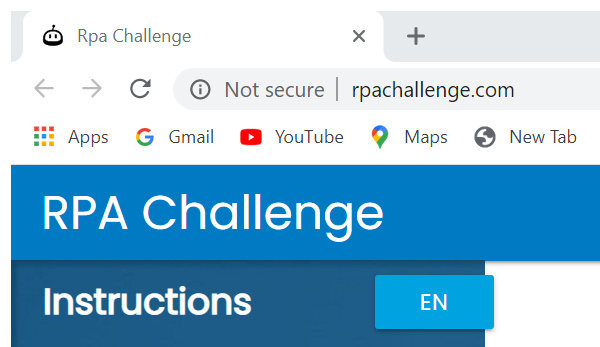 Rpa Challenge
Not secure | rpachallenge.com
Apps Gmail YouTube Maps New Tab
RPA Challenge
Instructions EN